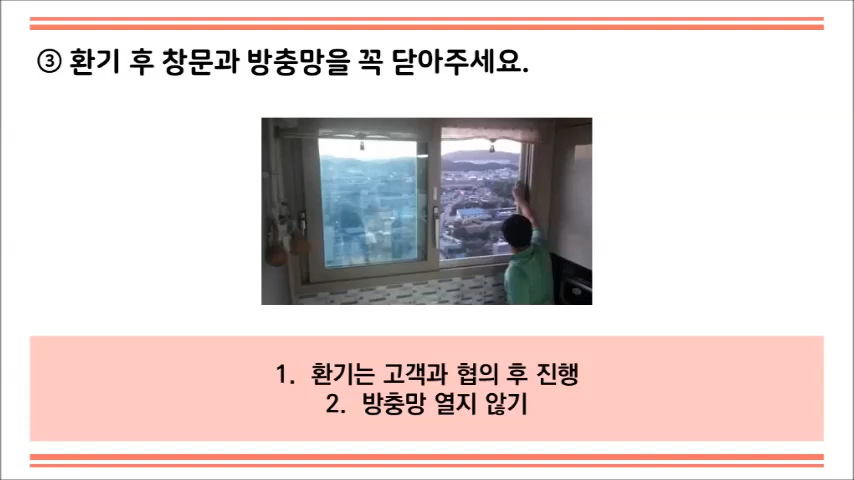 ③ 환기 후 창문과 방충망을 꼭 닫아주세요.
1. 환기는 고객과 협의 후 진행
2. 방충망 열지 않기